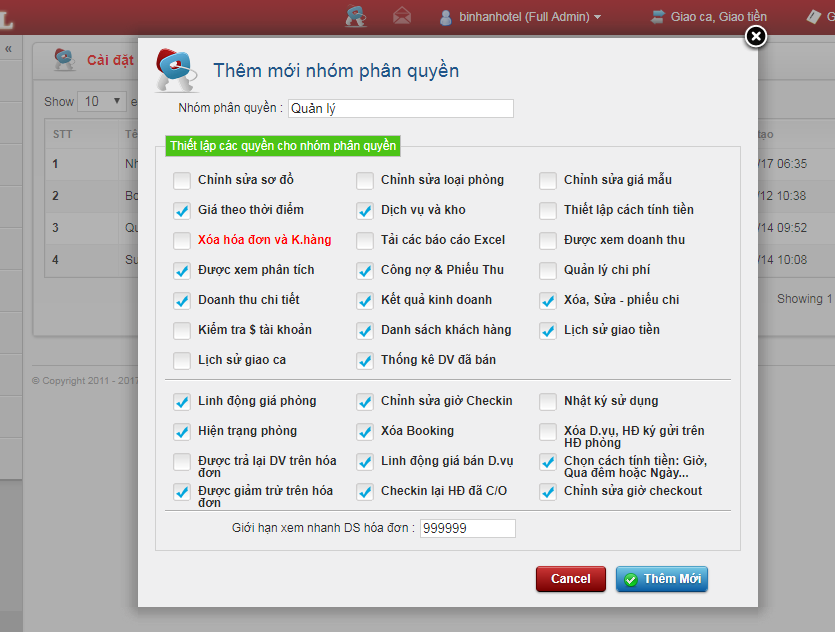 L
binhanhotel (Full Admin)
Giao ca, Giao tiền
G
«
Cải đặt
Thêm mới nhóm phân quyền
Show 10 e
Nhóm phân quyền : Quản lý
STT Tê tạo
Thiết lập các quyền cho nhóm phân quyền
1 Nh /17 06:35
2 Bo /12 10:38
3 Qu /14 09:52
4 Su /14 10:08
Showing 1
© Copyright 2011 - 2017
Chỉnh sửa sơ đồ Chỉnh sửa loại phòng Chỉnh sửa giá mẫu
Giá theo thời điểm Dịch vụ và kho Thiết lập cách tính tiền
Xóa hóa đơn và K.hàng Tải các báo cáo Excel Được xem doanh thu
Được xem phân tích Công nợ & Phiếu Thu Quản lý chi phí
Doanh thu chi tiết Kết quả kinh doanh Xóa, Sửa - phiếu chi
Kiểm tra $ tài khoản Danh sách khách hàng Lịch sử giao tiền
Lịch sử giao ca Thống kê DV đã bán
Linh động giá phòng Chỉnh sửa giờ Checkin Nhật ký sử dụng
Hiện trạng phòng Xóa Booking Xóa D.vụ, HĐ ký gửi trên
HĐ phòng
Được trả lại DV trên hóa
đơn
Linh động giá bán D.vụ Chọn cách tính tiền: Giờ,
Qua đêm hoặc Ngày...
Được giảm trừ trên hóa
đơn
Checkin lại HĐ đã C/O Chỉnh sửa giờ checkout
Giới hạn xem nhanh DS hóa đơn : 999999
Cancel Thêm Mới